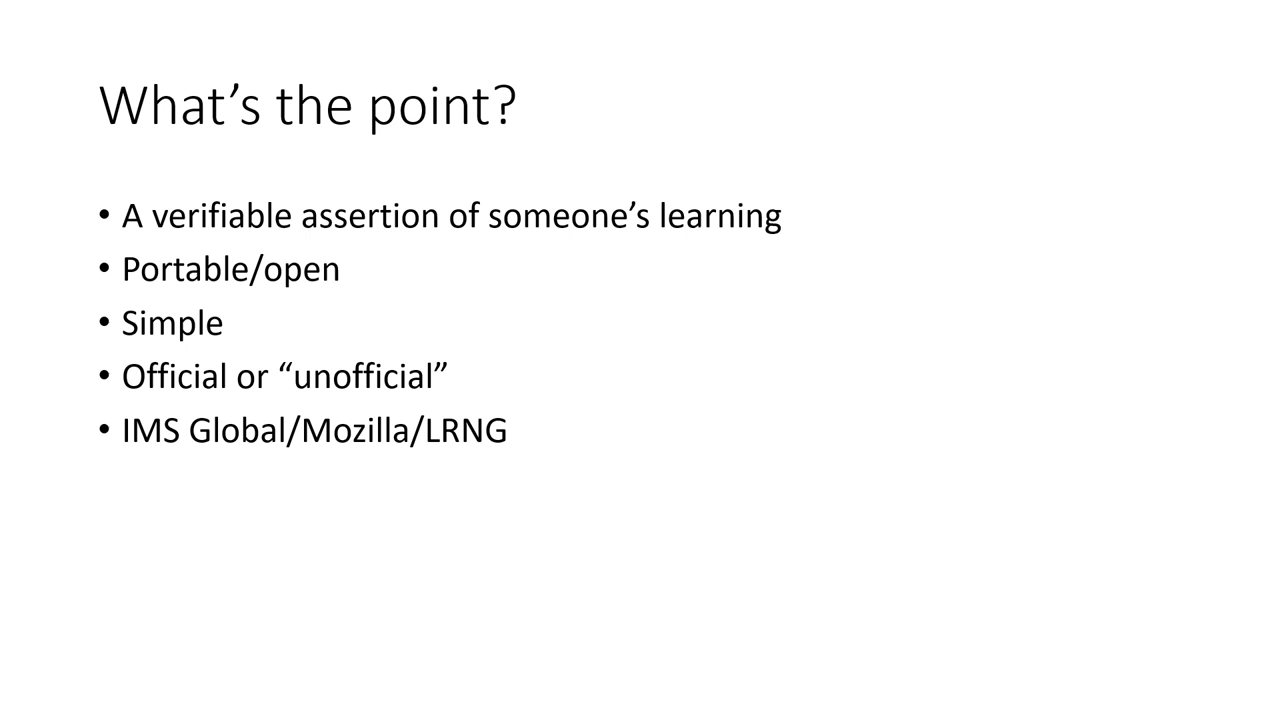 What’s the point?
• A verifiable assertion of someone’s learning
• Portable/open
• Simple
• Official or “unofficial”
• IMS Global/Mozilla/LRNG